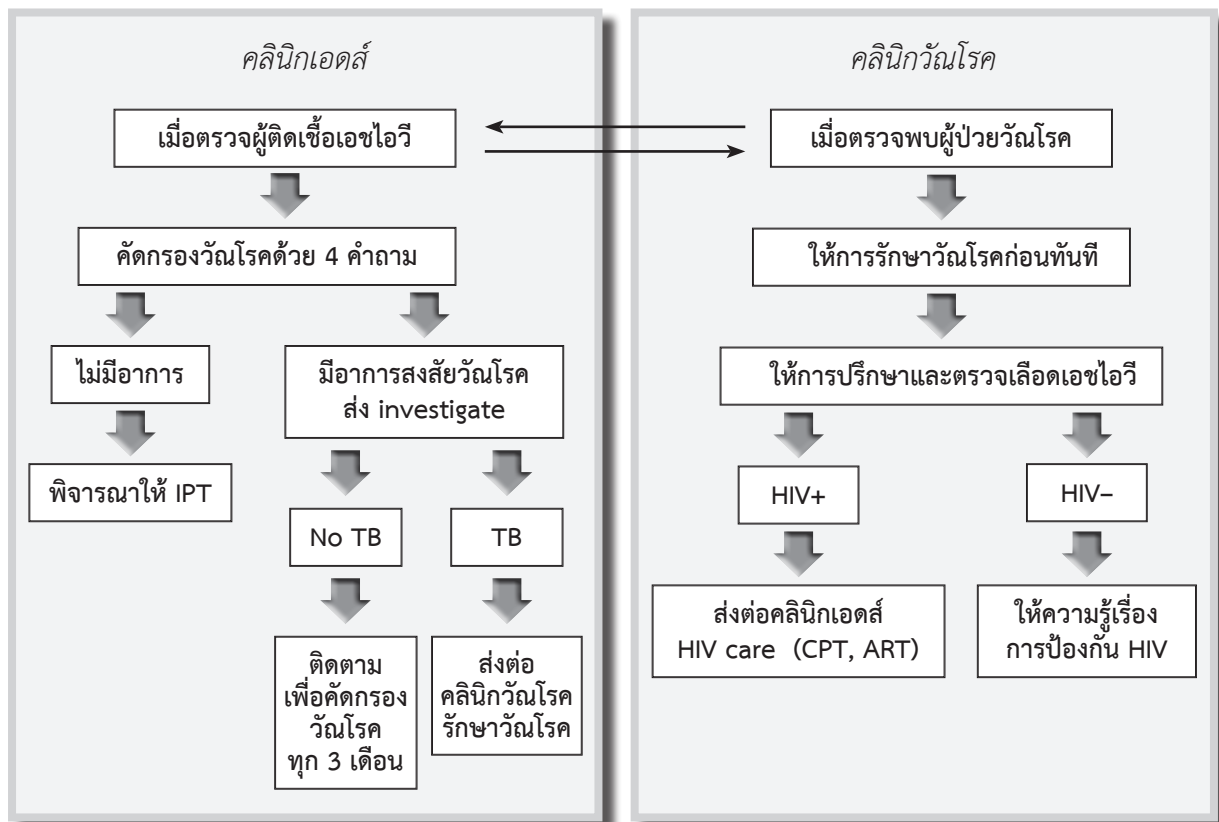 คลินิกเอดส์
เมื่อตรวจผู้ติดเชื้อเอชไอวี
คัดกรองวัณโรคด้วย 4 คำถาม
ไม่มีอาการ
พิจารณาให้ IPT
มีอาการสงสัยวัณโรค
ส่ง investigate
No TB
ติดตาม
เพื่อคัดกรอง
วัณโรค
ทุก 3 เดือน
TB
ส่งต่อ
คลินิกวัณโรค
รักษาวัณโรค
คลินิกวัณโรค
เมื่อตรวจพบผู้ป่วยวัณโรค
ให้การรักษาวัณโรคก่อนทันที
ให้การปรึกษาและตรวจเลือดเอชไอวี
HIV+
ส่งต่อคลินิกเอดส์
HIV care (CPT, ART)
HIV–
ให้ความรู้เรื่อง
การป้องกัน HIV